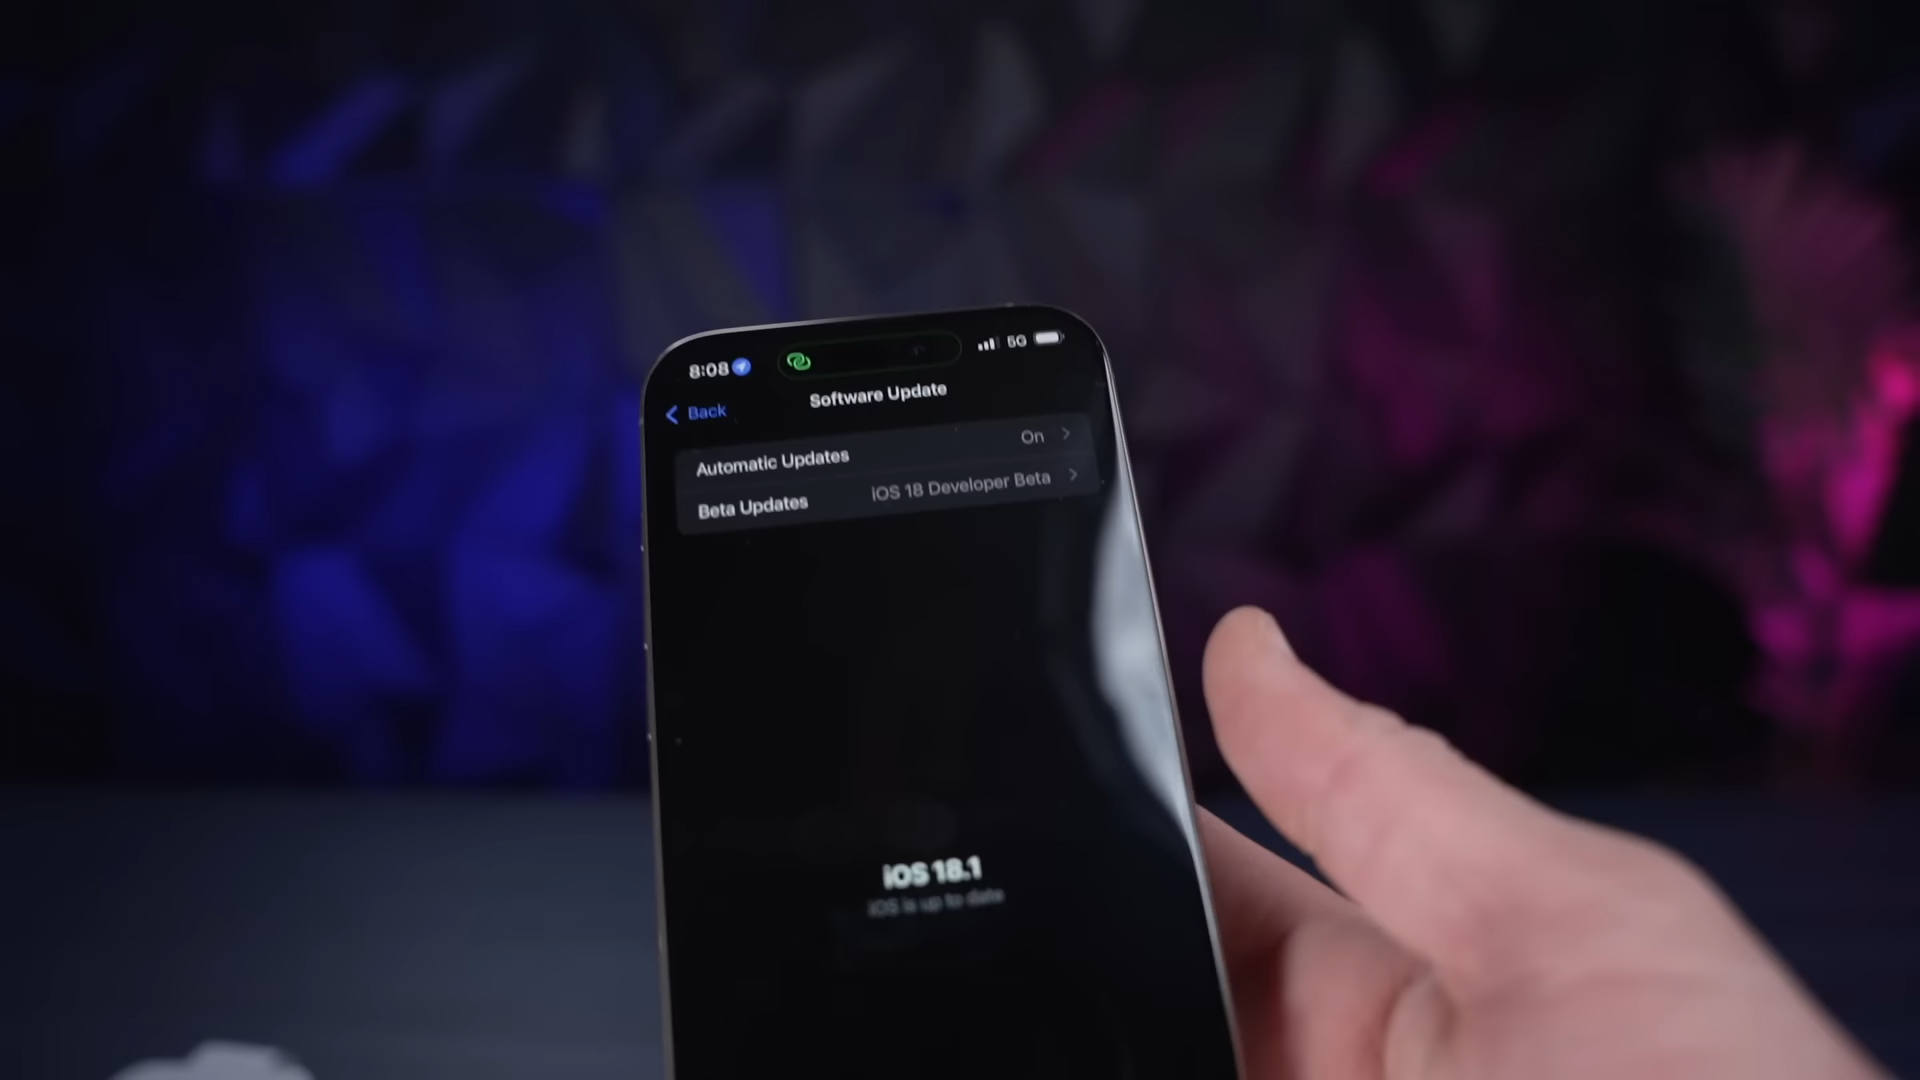 8:08
5G
Back
Software Update
Automatic Updates
On
Beta Updates
iOS 18 Developer Beta
iOS 18.1
iOS is up to date